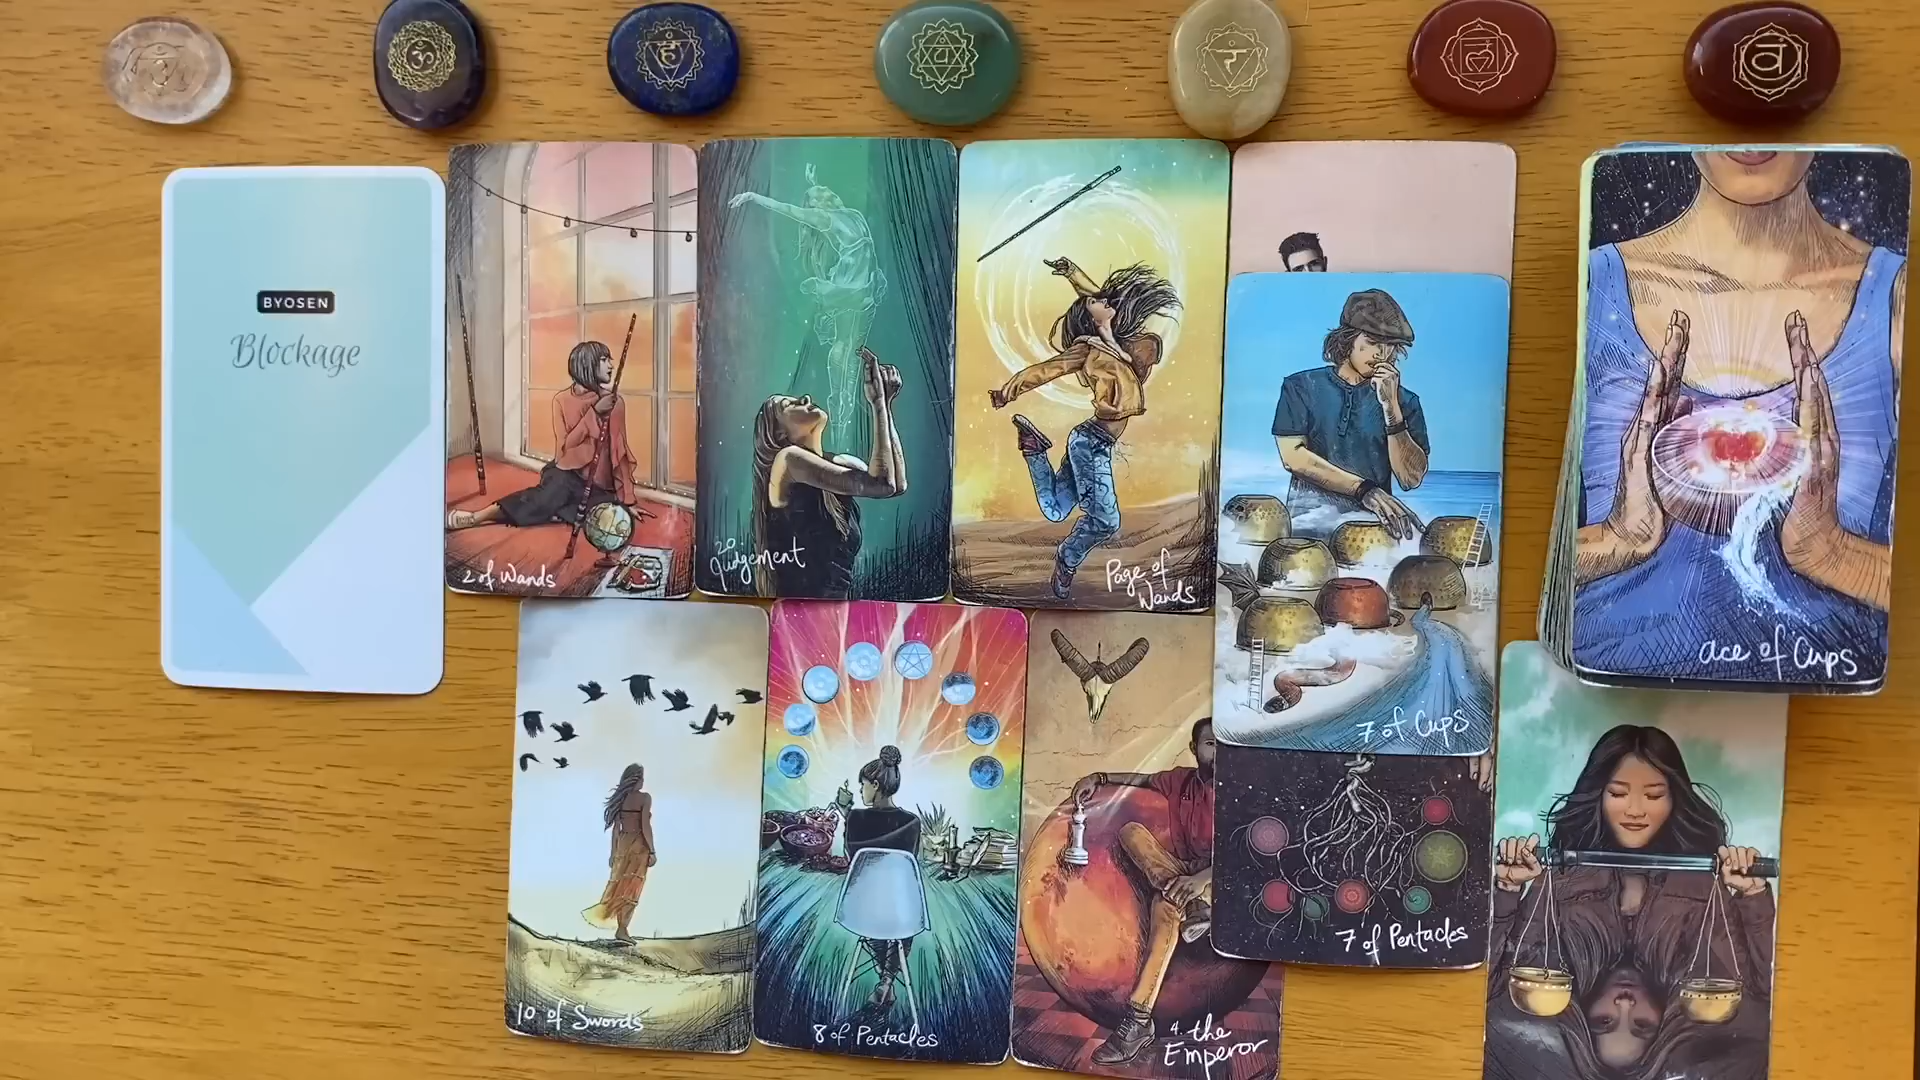 ॐ
ॐ
हं
यं
रं
लं
वं
BYOSEN
Blockage
2 of Wands
20
Judgement
Page of
Wands
7 of Cups
Ace of Cups
10 of Swords
8 of Pentacles
4. the
Emperor
7 of Pentacles